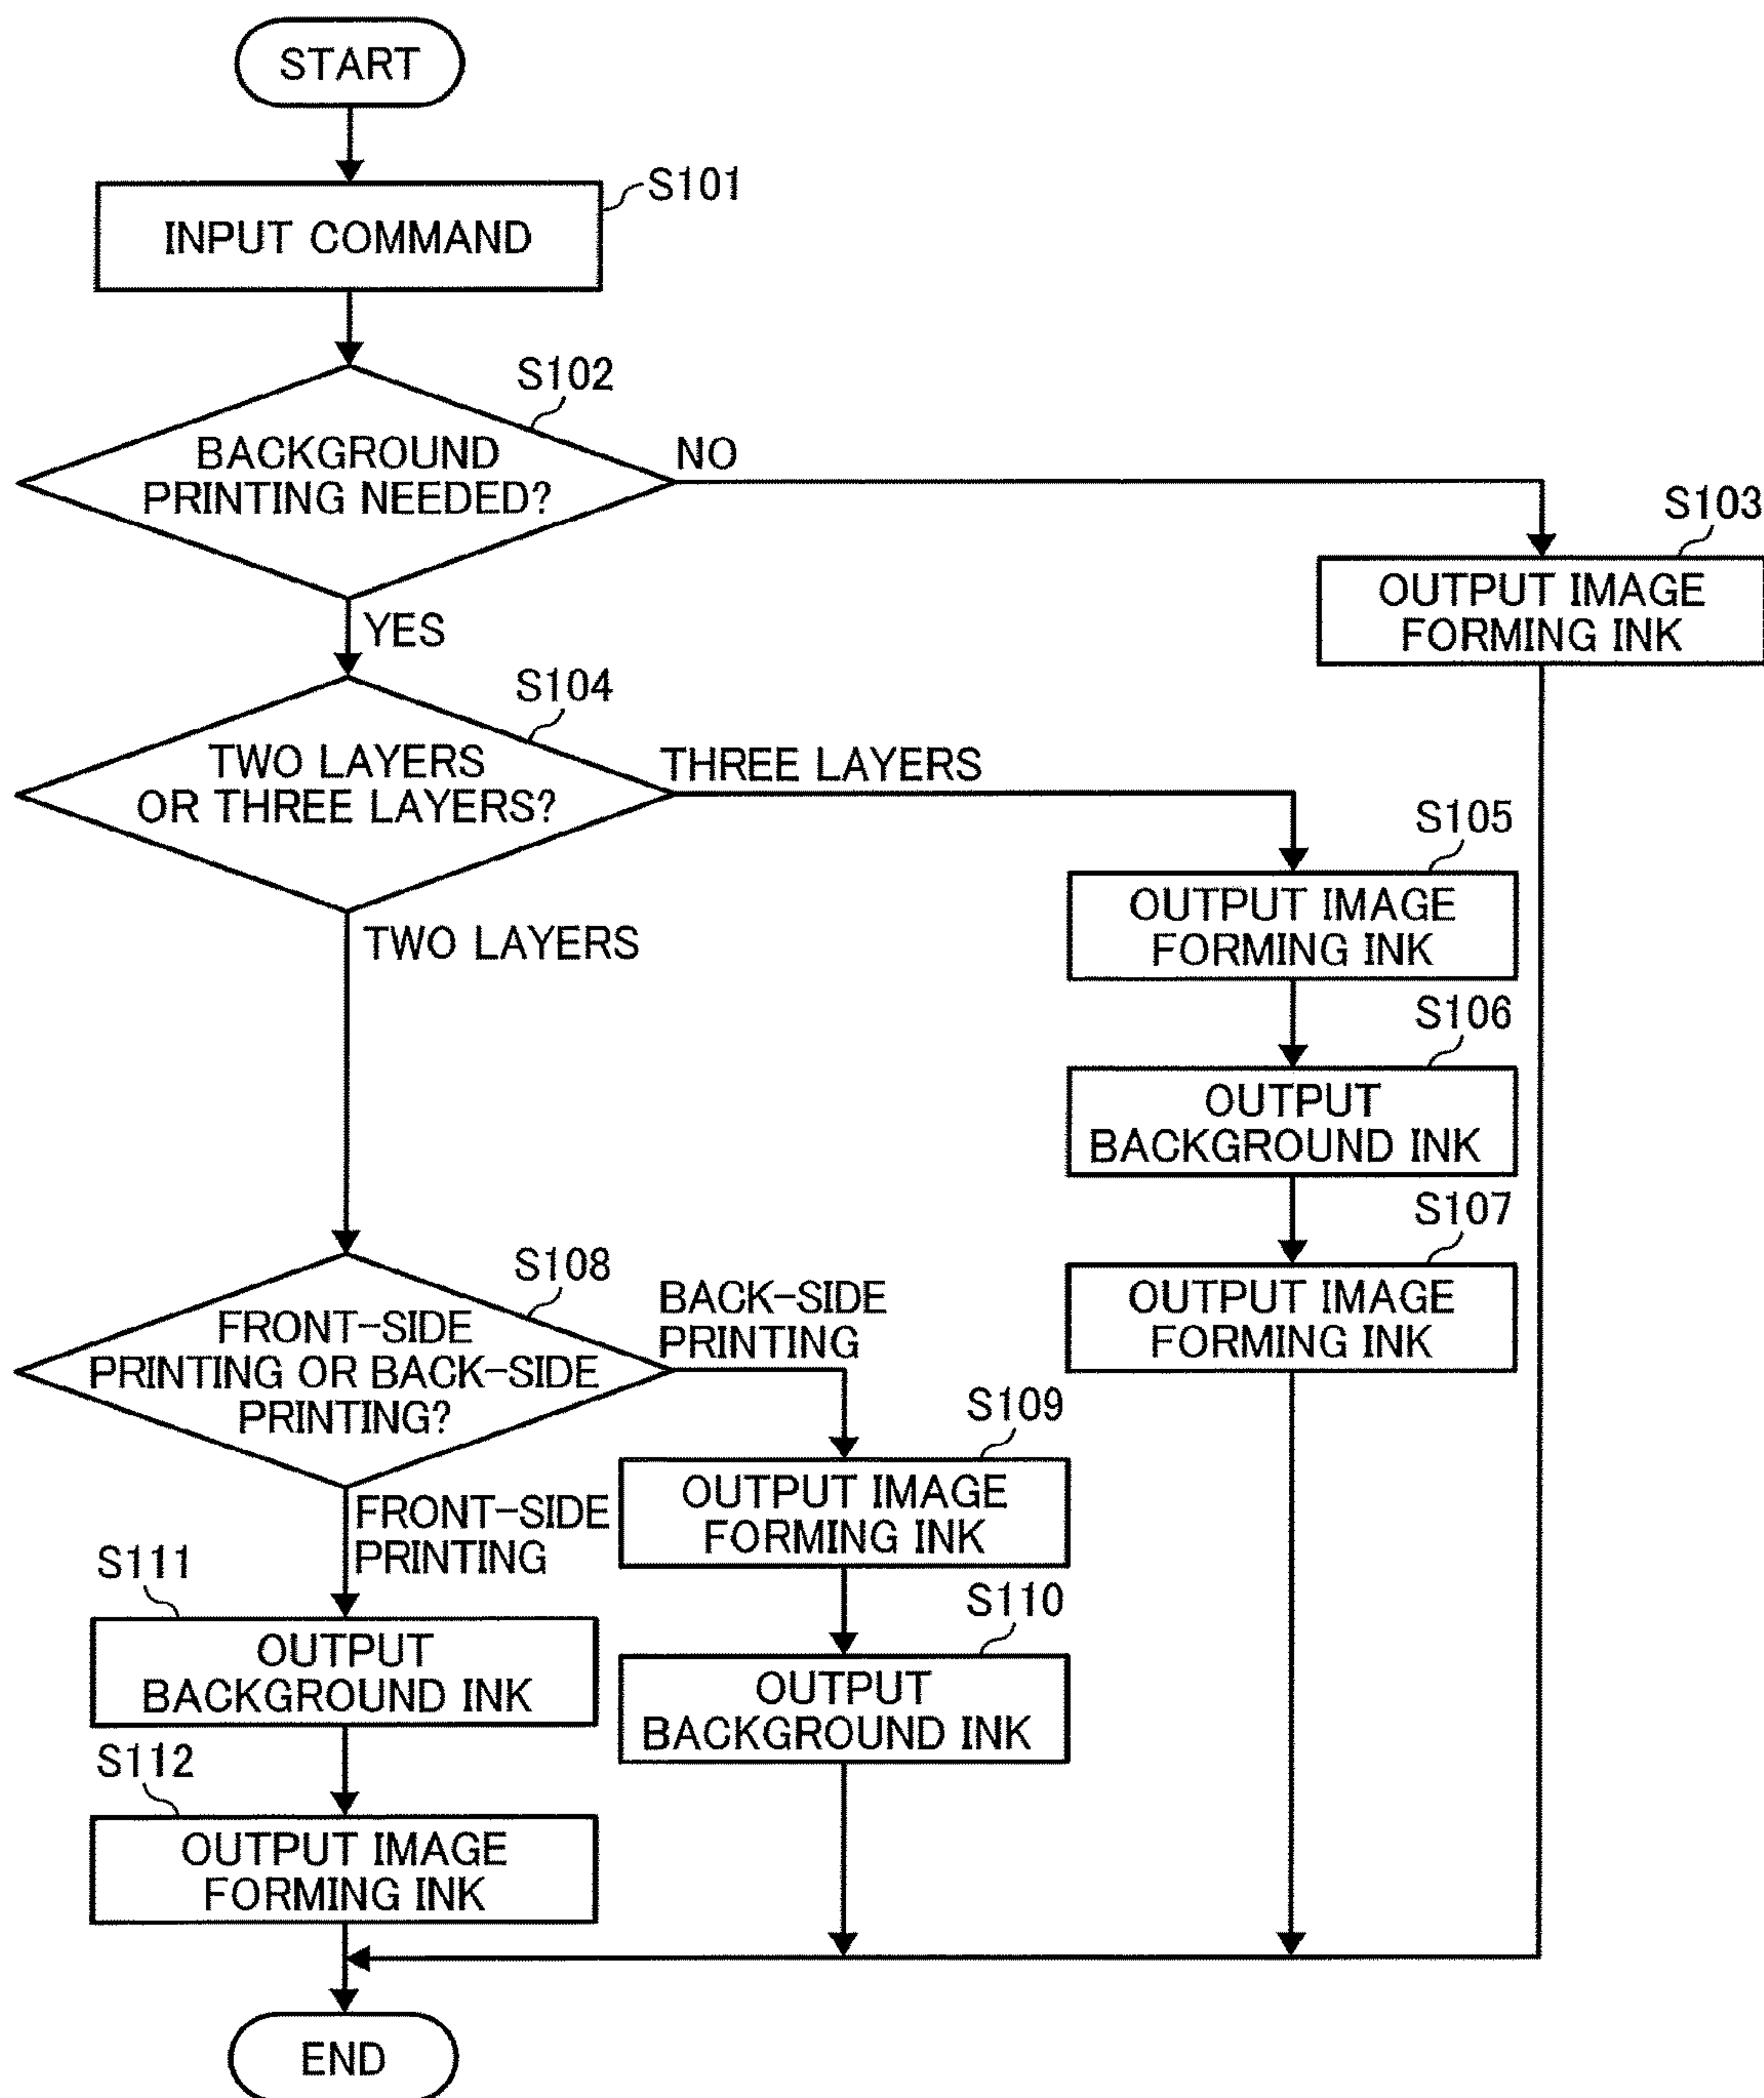 START
S101
INPUT COMMAND
S102
BACKGROUND
PRINTING NEEDED?
NO
S103
OUTPUT IMAGE
FORMING INK
YES
S104
TWO LAYERS
OR THREE LAYERS?
THREE LAYERS
S105
OUTPUT IMAGE
FORMING INK
S106
OUTPUT
BACKGROUND INK
S107
OUTPUT IMAGE
FORMING INK
TWO LAYERS
S108
FRONT-SIDE
PRINTING OR BACK-SIDE
PRINTING?
BACK-SIDE
PRINTING
S109
OUTPUT IMAGE
FORMING INK
S110
OUTPUT
BACKGROUND INK
FRONT-SIDE
PRINTING
S111
OUTPUT
BACKGROUND INK
S112
OUTPUT IMAGE
FORMING INK
END